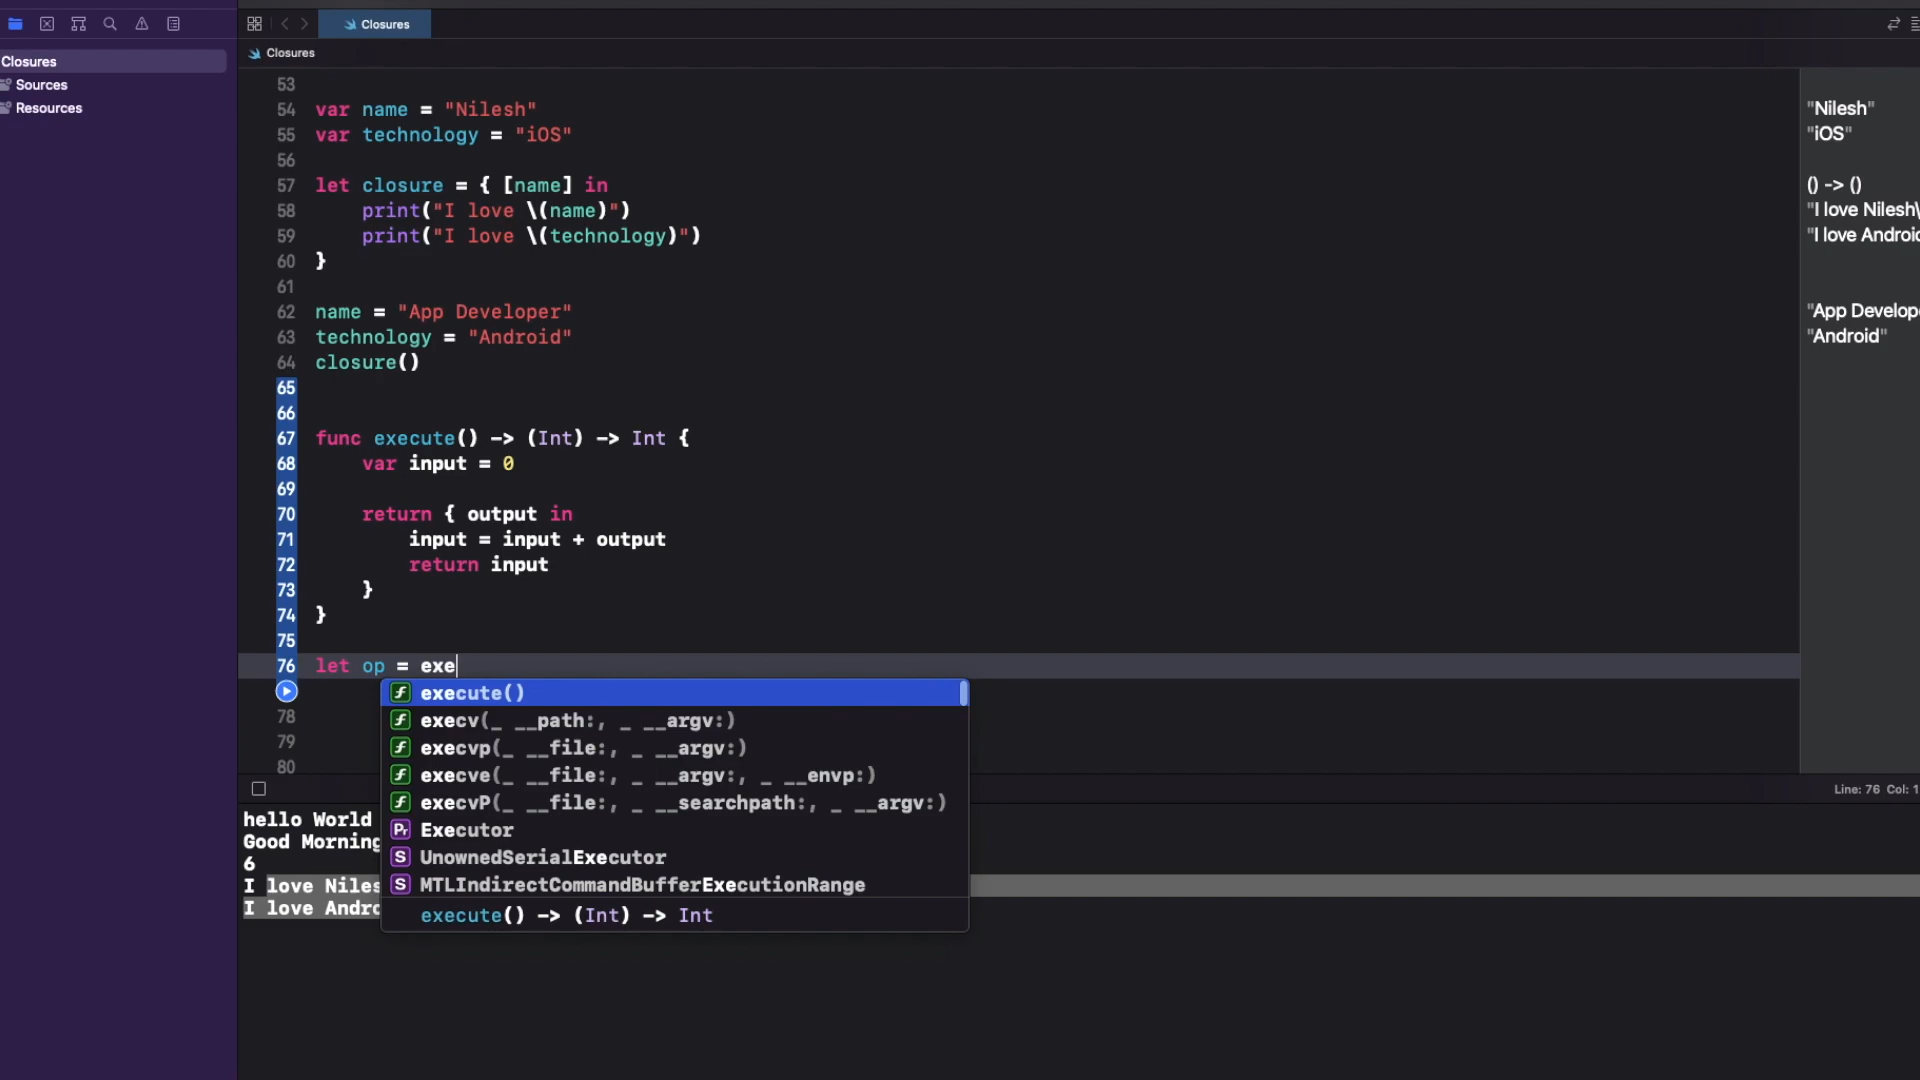 Closures
Closures
Closures
Sources
Resources
53
54 var name = "Nilesh"
55 var technology = "iOS"
56
57 let closure = { [name] in
58 print("I love \(name)")
59 print("I love \(technology)")
60 }
61
62 name = "App Developer"
63 technology = "Android"
64 closure()
65
66
67 func execute() -> (Int) -> Int {
68 var input = 0
69
70 return { output in
71 input = input + output
72 return input
73 }
74 }
75
76 let op = exe
78
79
80
execute()
execv(_ __path:, _ __argv:)
execvp(_ __file:, _ __argv:)
execve(_ __file:, _ __argv:, _ __envp:)
execvP(_ __file:, _ __searchpath:, _ __argv:)
Pr Executor
S UnownedSerialExecutor
S MTLIndirectCommandBufferExecutionRange
execute() -> (Int) -> Int
"Nilesh"
"iOS"
() -> ()
"I love Nilesh\
"I love Android
"App Develope
"Android"
Line: 76 Col: 1
hello World
Good Morning
6
I love Niles
I love Andro